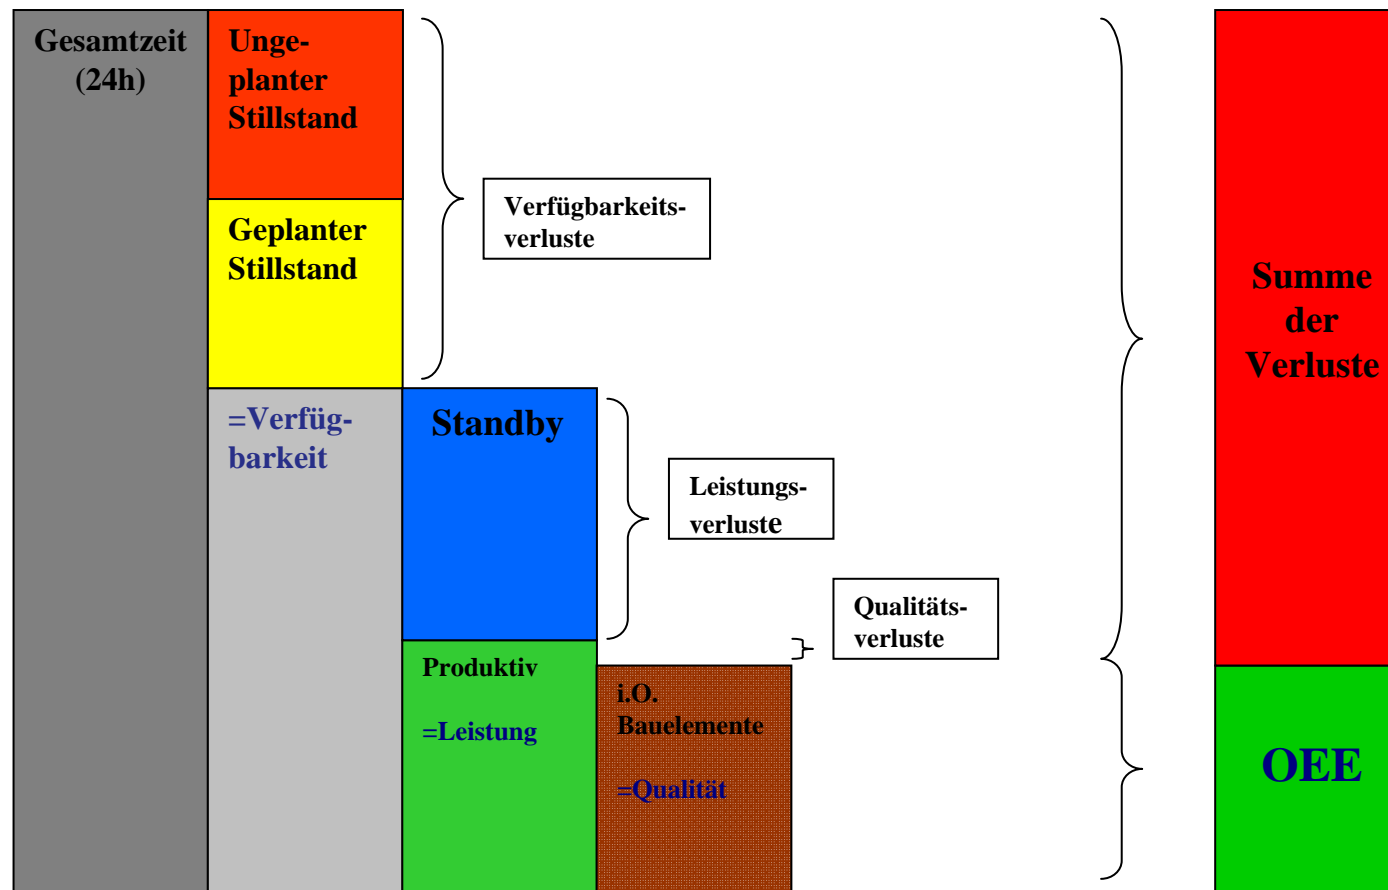 Gesamtzeit
(24h)
Unge-
planter
Stillstand
Geplanter
Stillstand
Verfügbarkeits-
verluste
=Verfüg-
barkeit
Standby
Leistungs-
verluste
Qualitäts-
verluste
Produktiv
=Leistung
i.O.
Bauelemente
=Qualität
Summe
der
Verluste
OEE